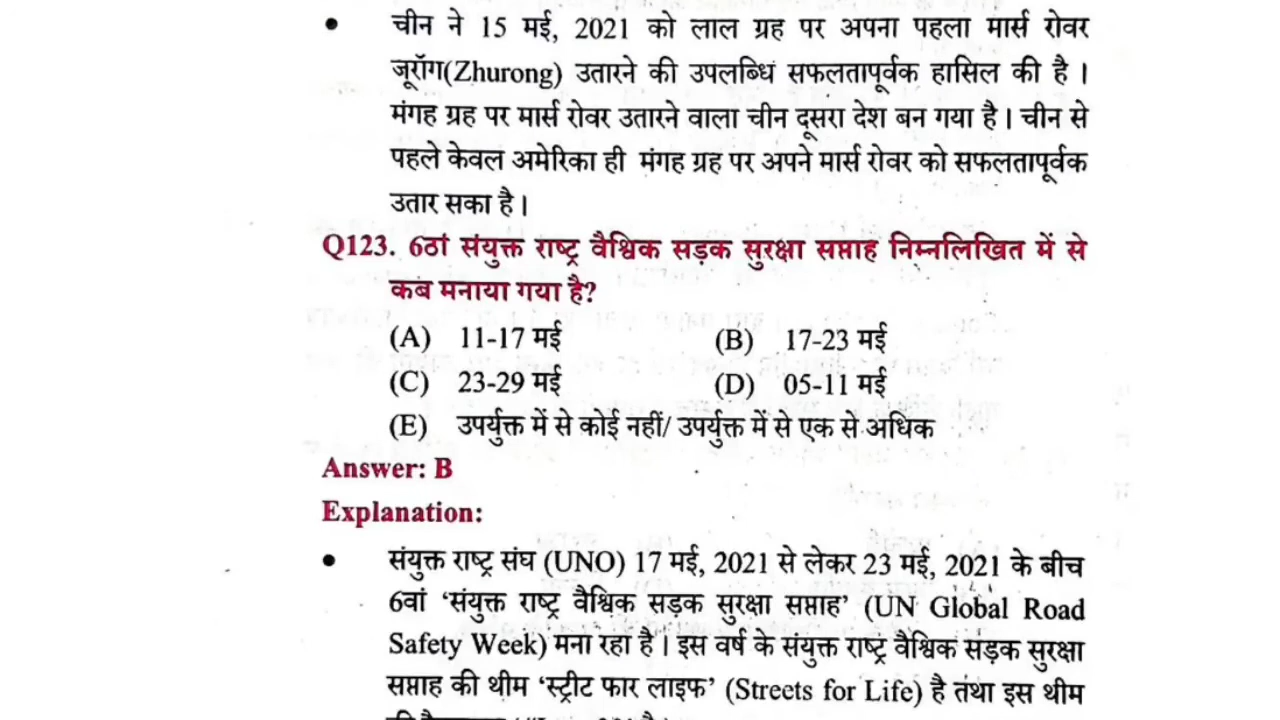 • चीन ने 15 मई, 2021 को लाल ग्रह पर अपना पहला मार्स रोवर
जूरॉग(Zhurong) उतारने की उपलब्धि सफलतापूर्वक हासिल की है।
मंगह ग्रह पर मार्स रोवर उतारने वाला चीन दूसरा देश बन गया है। चीन से
पहले केवल अमेरिका ही मंगह ग्रह पर अपने मार्स रोवर को सफलतापूर्वक
उतार सका है।
Q123. 6ठां संयुक्त राष्ट्र वैश्विक सड़क सुरक्षा सप्ताह निम्नलिखित में से
कब मनाया गया है?
(A) 11-17 मई (B) 17-23 मई
(C) 23-29 मई (D) 05-11 मई
(E) उपर्युक्त में से कोई नहीं/ उपर्युक्त में से एक से अधिक
Answer: B
Explanation:
• संयुक्त राष्ट्र संघ (UNO) 17 मई, 2021 से लेकर 23 मई, 2021 के बीच
6वां ‘संयुक्त राष्ट्र वैश्विक सड़क सुरक्षा सप्ताह’ (UN Global Road
Safety Week) मना रहा है। इस वर्ष के संयुक्त राष्ट्र वैश्विक सड़क सुरक्षा
सप्ताह की थीम ‘स्ट्रीट फार लाइफ’ (Streets for Life) है तथा इस थीम